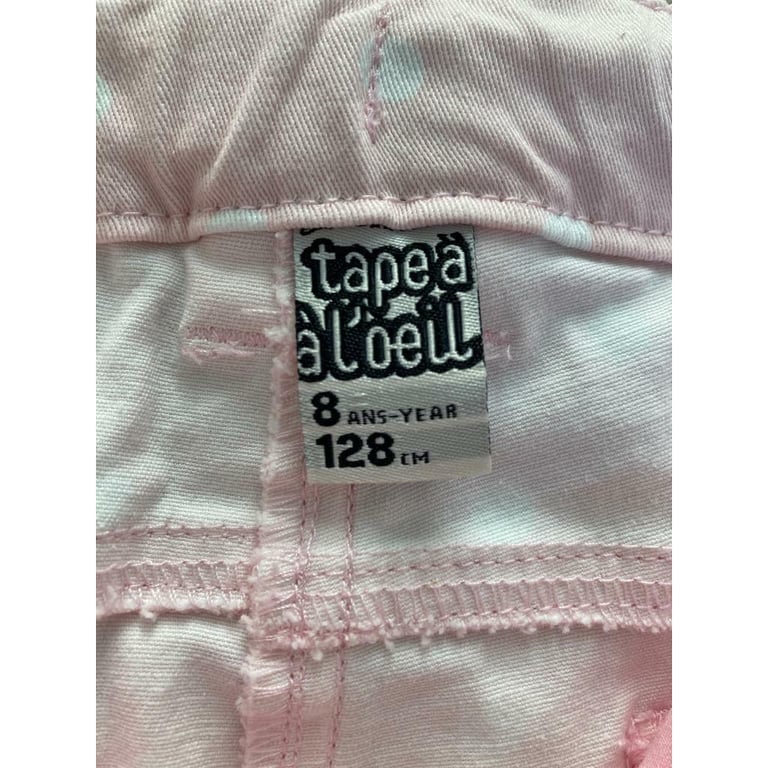 tape à
à l'oeil
8 ANS-YEAR
128 CM